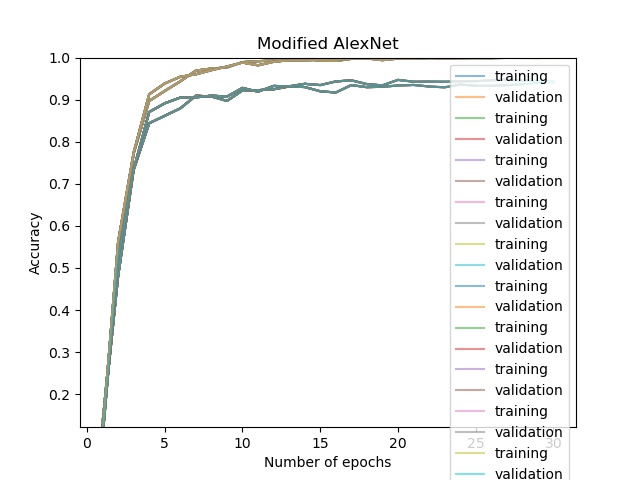 Modified AlexNet
Accuracy
1.0
0.9
0.8
0.7
0.6
0.5
0.4
0.3
0.2
0
5
10
15
20
25
30
Number of epochs
training
validation
training
validation
training
validation
training
validation
training
validation
training
validation
training
validation
training
validation
training
validation
training
validation